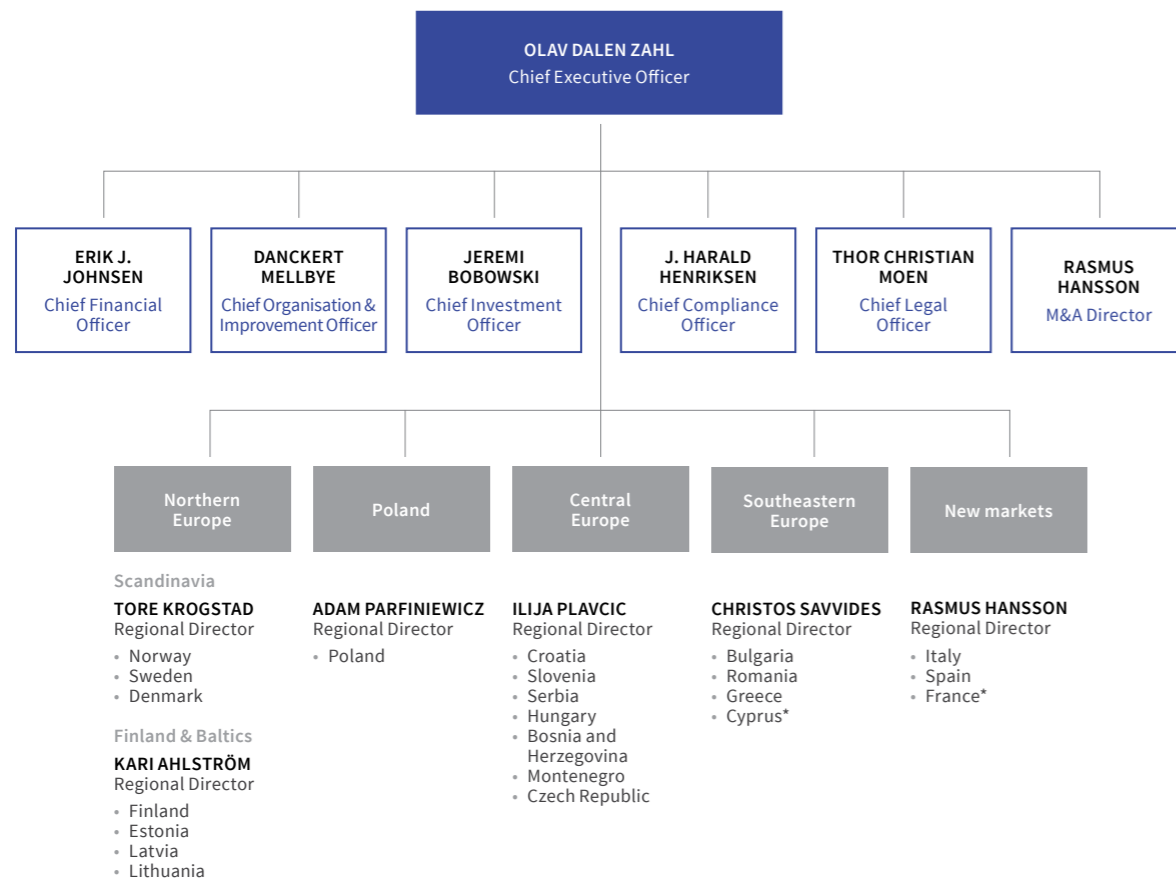 OLAV DALEN ZAHL
Chief Executive Officer
ERIK J.
JOHNSEN
Chief Financial
Officer
DANCKERT
MELLBYE
Chief Organisation &
Improvement Officer
JEREMI
BOBOWSKI
Chief Investment
Officer
J. HARALD
HENRIKSEN
Chief Compliance
Officer
THOR CHRISTIAN
MOEN
Chief Legal
Officer
RASMUS
HANSSON
M&A Director
Northern
Europe
Poland
Central
Europe
Southeastern
Europe
New markets
Scandinavia
TORE KROGSTAD
Regional Director
• Norway
• Sweden
• Denmark
Finland & Baltics
KARI AHLSTRÖM
Regional Director
• Finland
• Estonia
• Latvia
• Lithuania
ADAM PARFINIEWICZ
Regional Director
• Poland
ILIJA PLAVCIC
Regional Director
• Croatia
• Slovenia
• Serbia
• Hungary
• Bosnia and
Herzegovina
• Montenegro
• Czech Republic
CHRISTOS SAVVIDES
Regional Director
• Bulgaria
• Romania
• Greece
• Cyprus*
RASMUS HANSSON
Regional Director
• Italy
• Spain
• France*